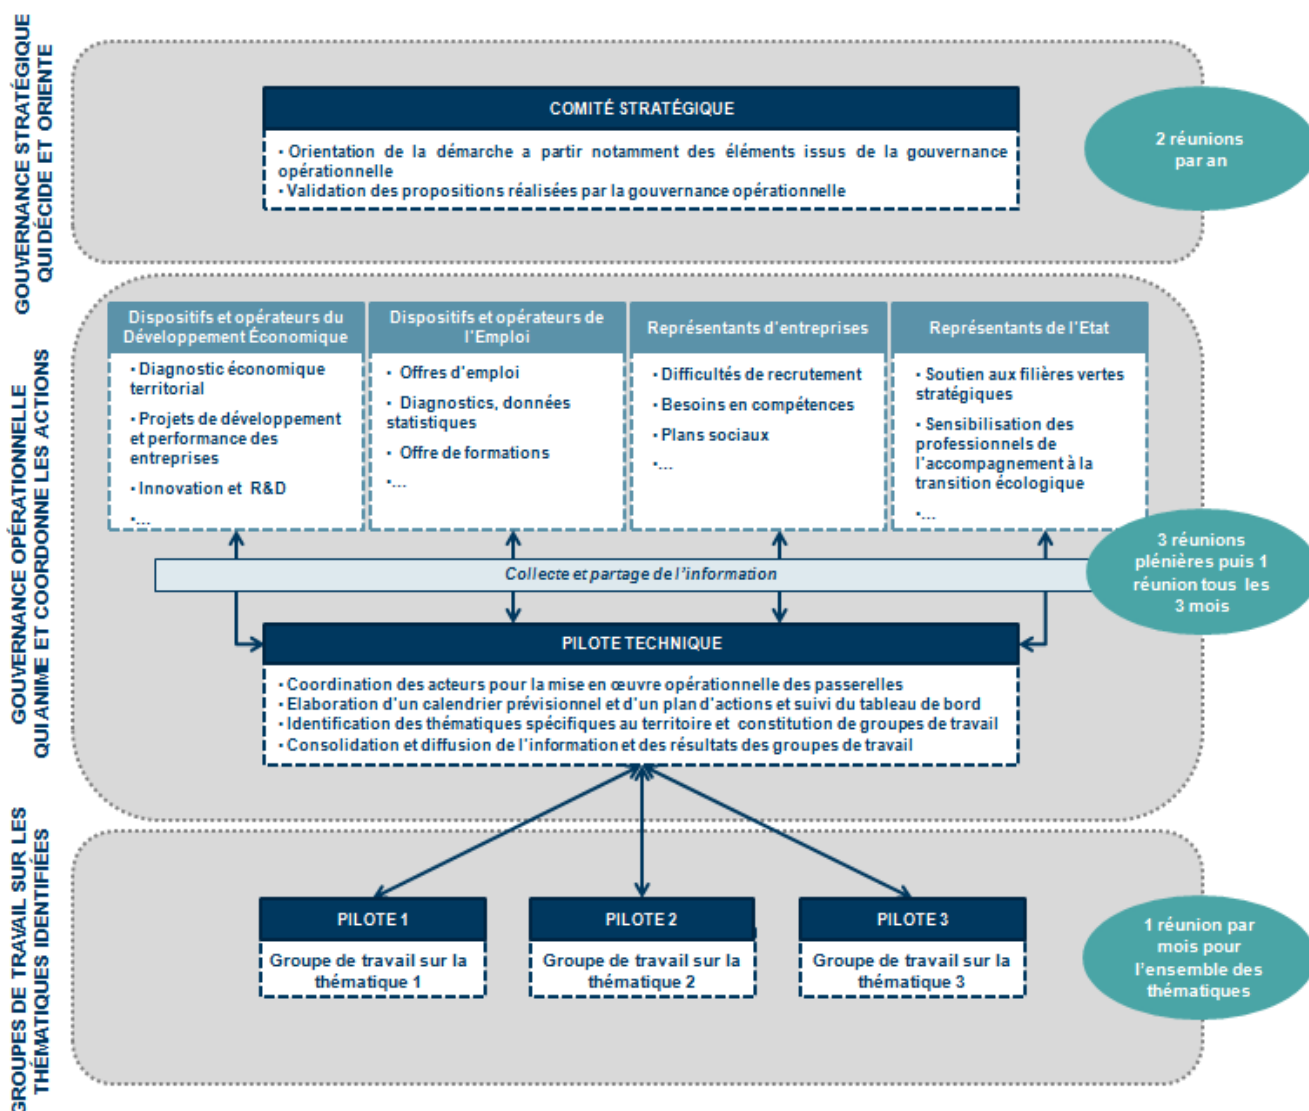 GOUVERNANCE STRATÉGIQUE
QUI DÉCIDE ET ORIENTE
COMITÉ STRATÉGIQUE
▪ Orientation de la démarche a partir notamment des éléments issus de la gouvernance
opérationnelle
▪ Validation des propositions réalisées par la gouvernance opérationnelle
2 réunions
par an
GOUVERNANCE OPÉRATIONNELLE
QUI ANIME ET COORDONNE LES ACTIONS
Dispositifs et opérateurs du
Développement Économique
▪ Diagnostic économique
territorial
▪ Projets de développement
et performance des
entreprises
▪ Innovation et R&D
▪...
Dispositifs et opérateurs de
l'Emploi
▪ Offres d'emploi
▪ Diagnostics, données
statistiques
▪ Offre de formations
▪...
Représentants d'entreprises
▪ Difficultés de recrutement
▪ Besoins en compétences
▪ Plans sociaux
▪...
Représentants de l'Etat
▪ Soutien aux filières vertes
stratégiques
▪ Sensibilisation des
professionnels de
l'accompagnement à la
transition écologique
▪...
Collecte et partage de l'information
3 réunions
plénières puis 1
réunion tous les
3 mois
PILOTE TECHNIQUE
▪ Coordination des acteurs pour la mise en œuvre opérationnelle des passerelles
▪ Elaboration d'un calendrier prévisionnel et d'un plan d'actions et suivi du tableau de bord
▪ Identification des thématiques spécifiques au territoire et constitution de groupes de travail
▪ Consolidation et diffusion de l'information et des résultats des groupes de travail
GROUPES DE TRAVAIL SUR LES
THÉMATIQUES IDENTIFIÉES
PILOTE 1
Groupe de travail sur la
thématique 1
PILOTE 2
Groupe de travail sur la
thématique 2
PILOTE 3
Groupe de travail sur la
thématique 3
1 réunion par
mois pour
l'ensemble des
thématiques